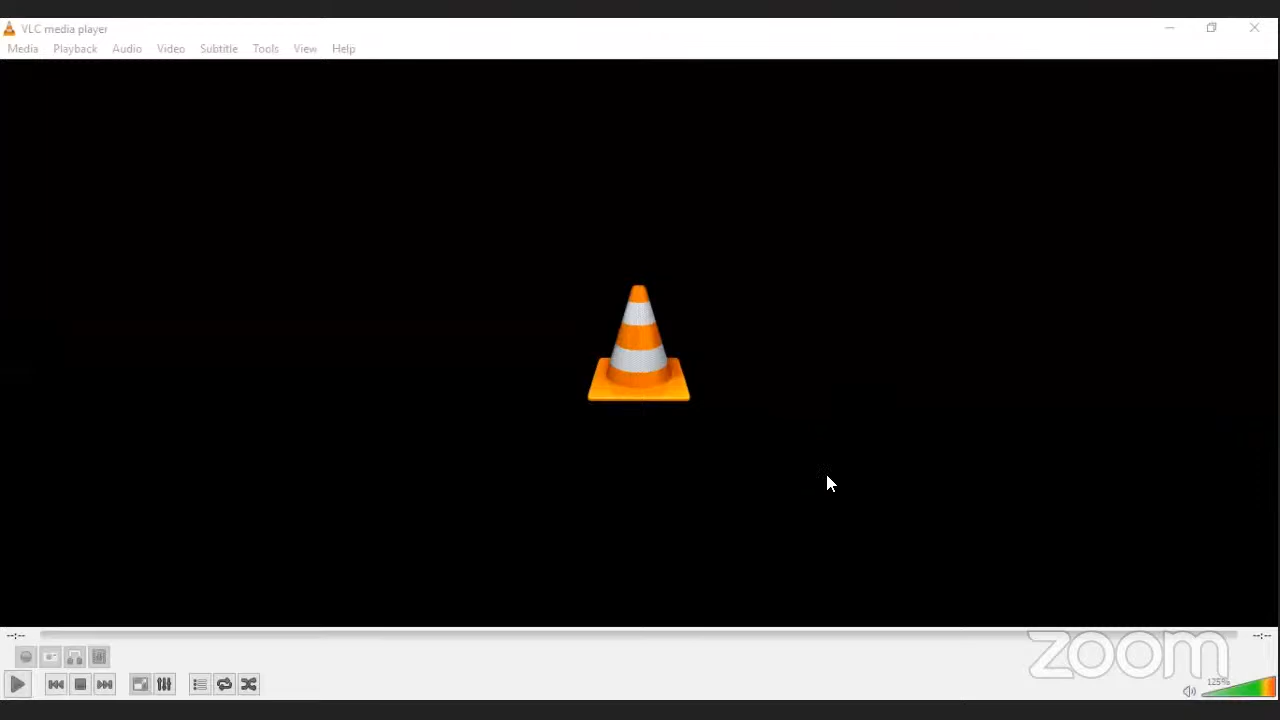 VLC media player
Media Playback Audio Video Subtitle Tools View Help
--:-- --:--
zoom
125%